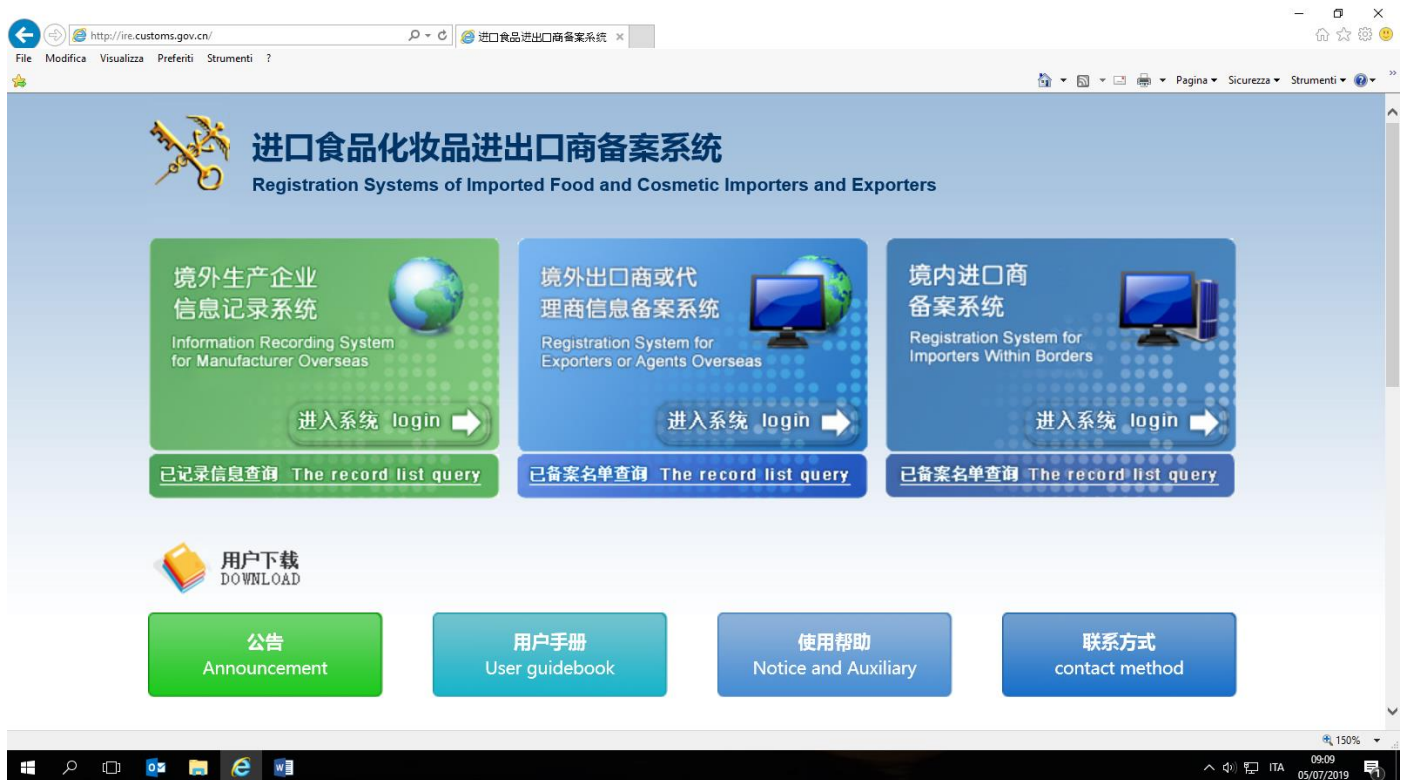 http://ire.customs.gov.cn/
进口食品进出口商备案系统
File Modifica Visualizza Preferiti Strumenti ?
Pagina Sicurezza Strumenti
进口食品化妆品进出口商备案系统
Registration Systems of Imported Food and Cosmetic Importers and Exporters
境外生产企业
信息记录系统
Information Recording System
for Manufacturer Overseas
进入系统 login
已记录信息查询 The record list query
境外出口商或代
理商信息备案系统
Registration System for
Exporters or Agents Overseas
进入系统 login
已备案名单查询 The record list query
境内进口商
备案系统
Registration System for
Importers Within Borders
进入系统 login
已备案名单查询 The record list query
用户下载
DOWNLOAD
公告
Announcement
用户手册
User guidebook
使用帮助
Notice and Auxiliary
联系方式
contact method
150%
ITA
09:09
05/07/2019